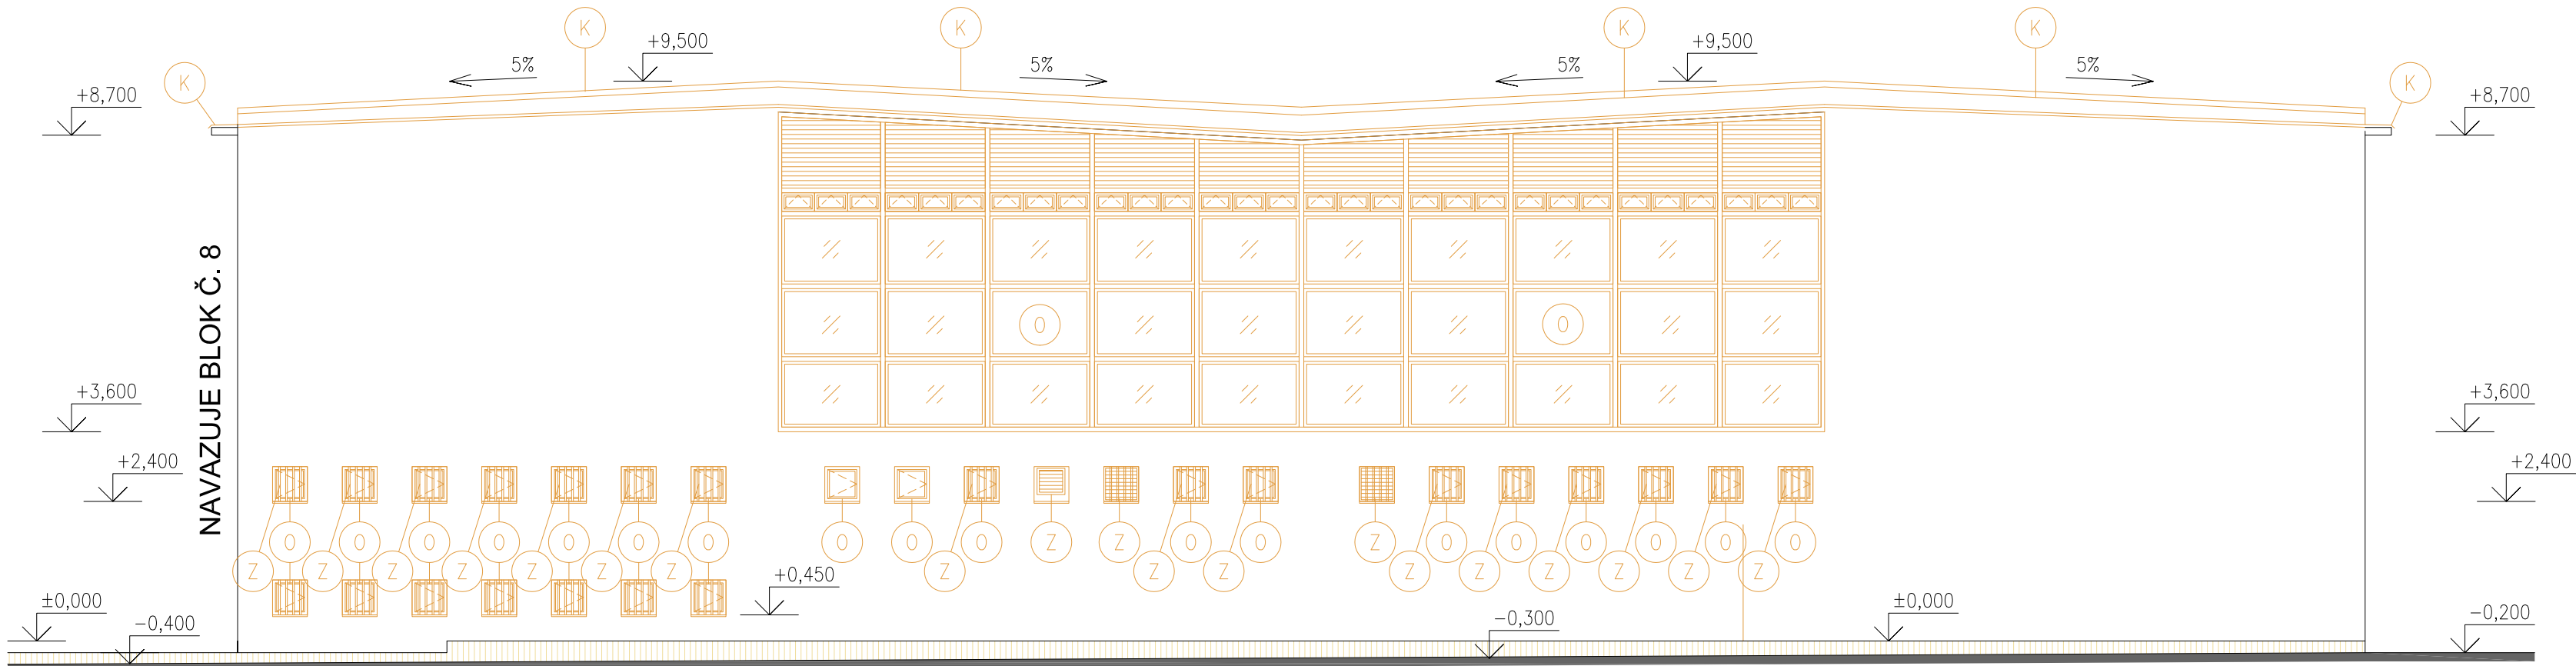 K K K K
+9,500 +9,500
5% 5% 5% 5%
K K
+8,700 +8,700
NAVAZUJE BLOK Č. 8
O O
+3,600 +3,600
+2,400 +2,400
O O O O O O O O O O Z Z O O Z O O O O O O
Z Z Z Z Z Z Z Z Z Z Z Z Z Z Z Z
+0,450
±0,000 ±0,000
-0,400 -0,300 -0,200